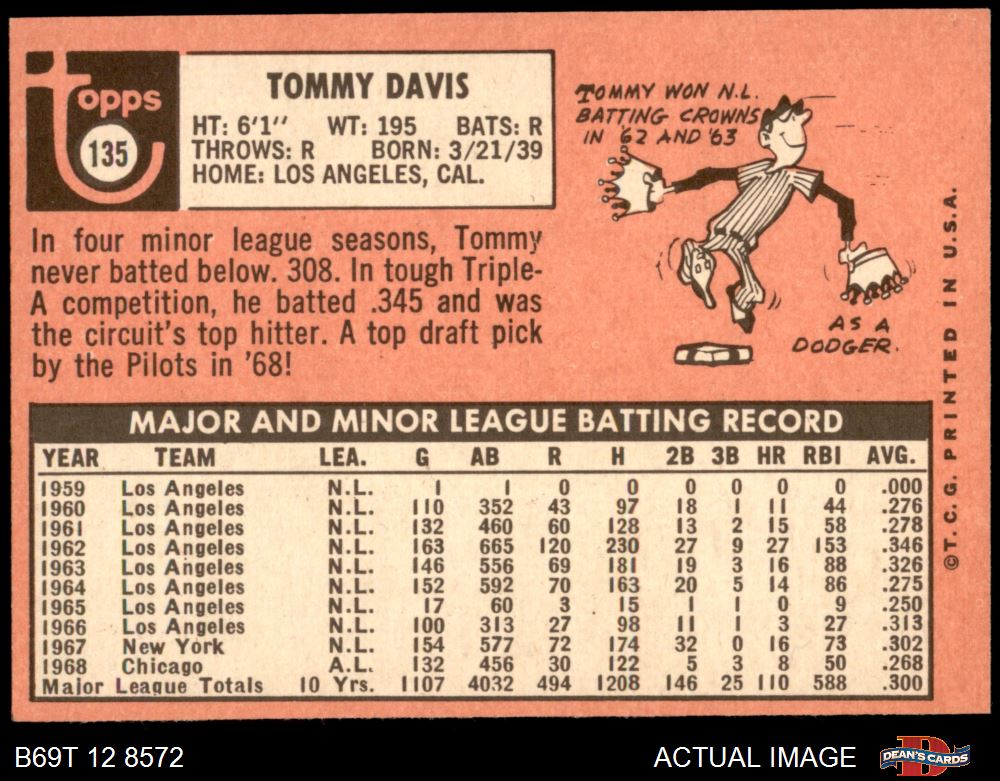 Topps
135
TOMMY DAVIS
HT: 6'1" WT: 195 BATS: R
THROWS: R BORN: 3/21/39
HOME: LOS ANGELES, CAL.
TOMMY WON N.L.
BATTING CROWNS
IN '62 AND '63
AS A
DODGER.
In four minor league seasons, Tommy
never batted below. 308. In tough Triple-
A competition, he batted .345 and was
the circuit's top hitter. A top draft pick
by the Pilots in '68!
MAJOR AND MINOR LEAGUE BATTING RECORD
YEAR TEAM LEA. G AB R H 2B 3B HR RBI AVG.
1959 Los Angeles N.L. 1 1 0 0 0 0 0 0 .000
1960 Los Angeles N.L. 110 352 43 97 18 1 11 44 .276
1961 Los Angeles N.L. 132 460 60 128 13 2 15 58 .278
1962 Los Angeles N.L. 163 665 120 230 27 9 27 153 .346
1963 Los Angeles N.L. 146 556 69 181 19 3 16 88 .326
1964 Los Angeles N.L. 152 592 70 163 20 5 14 86 .275
1965 Los Angeles N.L. 17 60 3 15 1 1 0 9 .250
1966 Los Angeles N.L. 100 313 27 98 11 1 3 27 .313
1967 New York N.L. 154 577 72 174 32 0 16 73 .302
1968 Chicago A.L. 132 456 30 122 5 3 8 50 .268
Major League Totals 10 Yrs. 1107 4032 494 1208 146 25 110 588 .300
©T.C.G. PRINTED IN U.S.A.
B69T 12 8572
ACTUAL IMAGE
DEAN'S CARDS